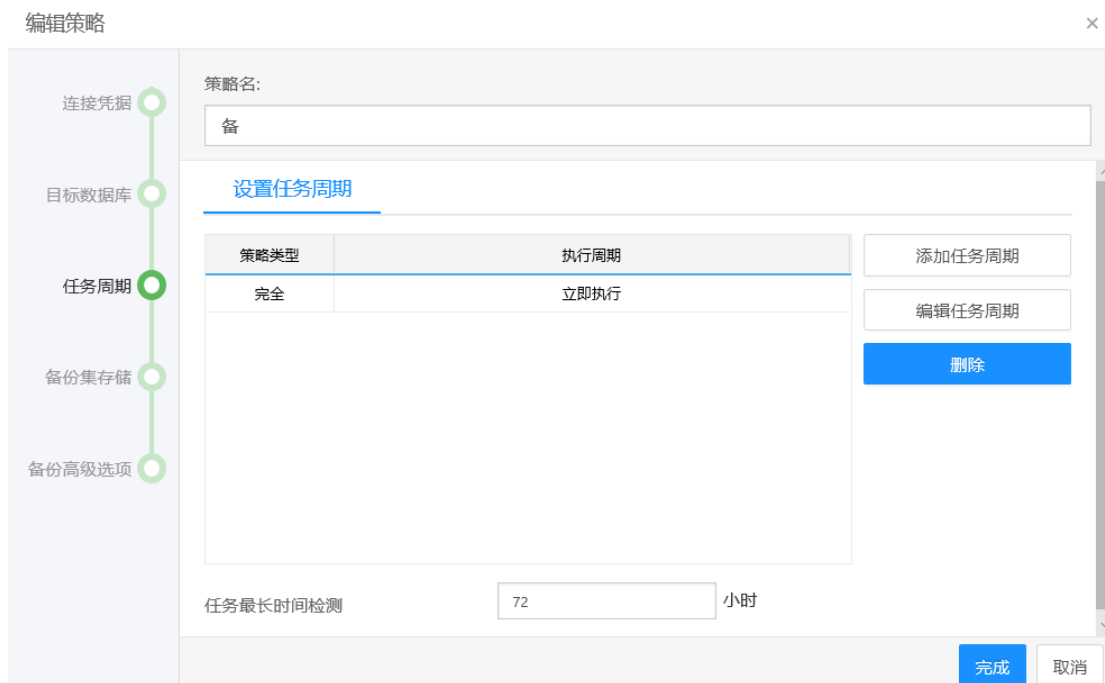 编辑策略
连接凭据
目标数据库
任务周期
备份集存储
备份高级选项
策略名:
备
设置任务周期
策略类型 执行周期
完全 立即执行
添加任务周期
编辑任务周期
删除
任务最长时间检测 72 小时
完成 取消